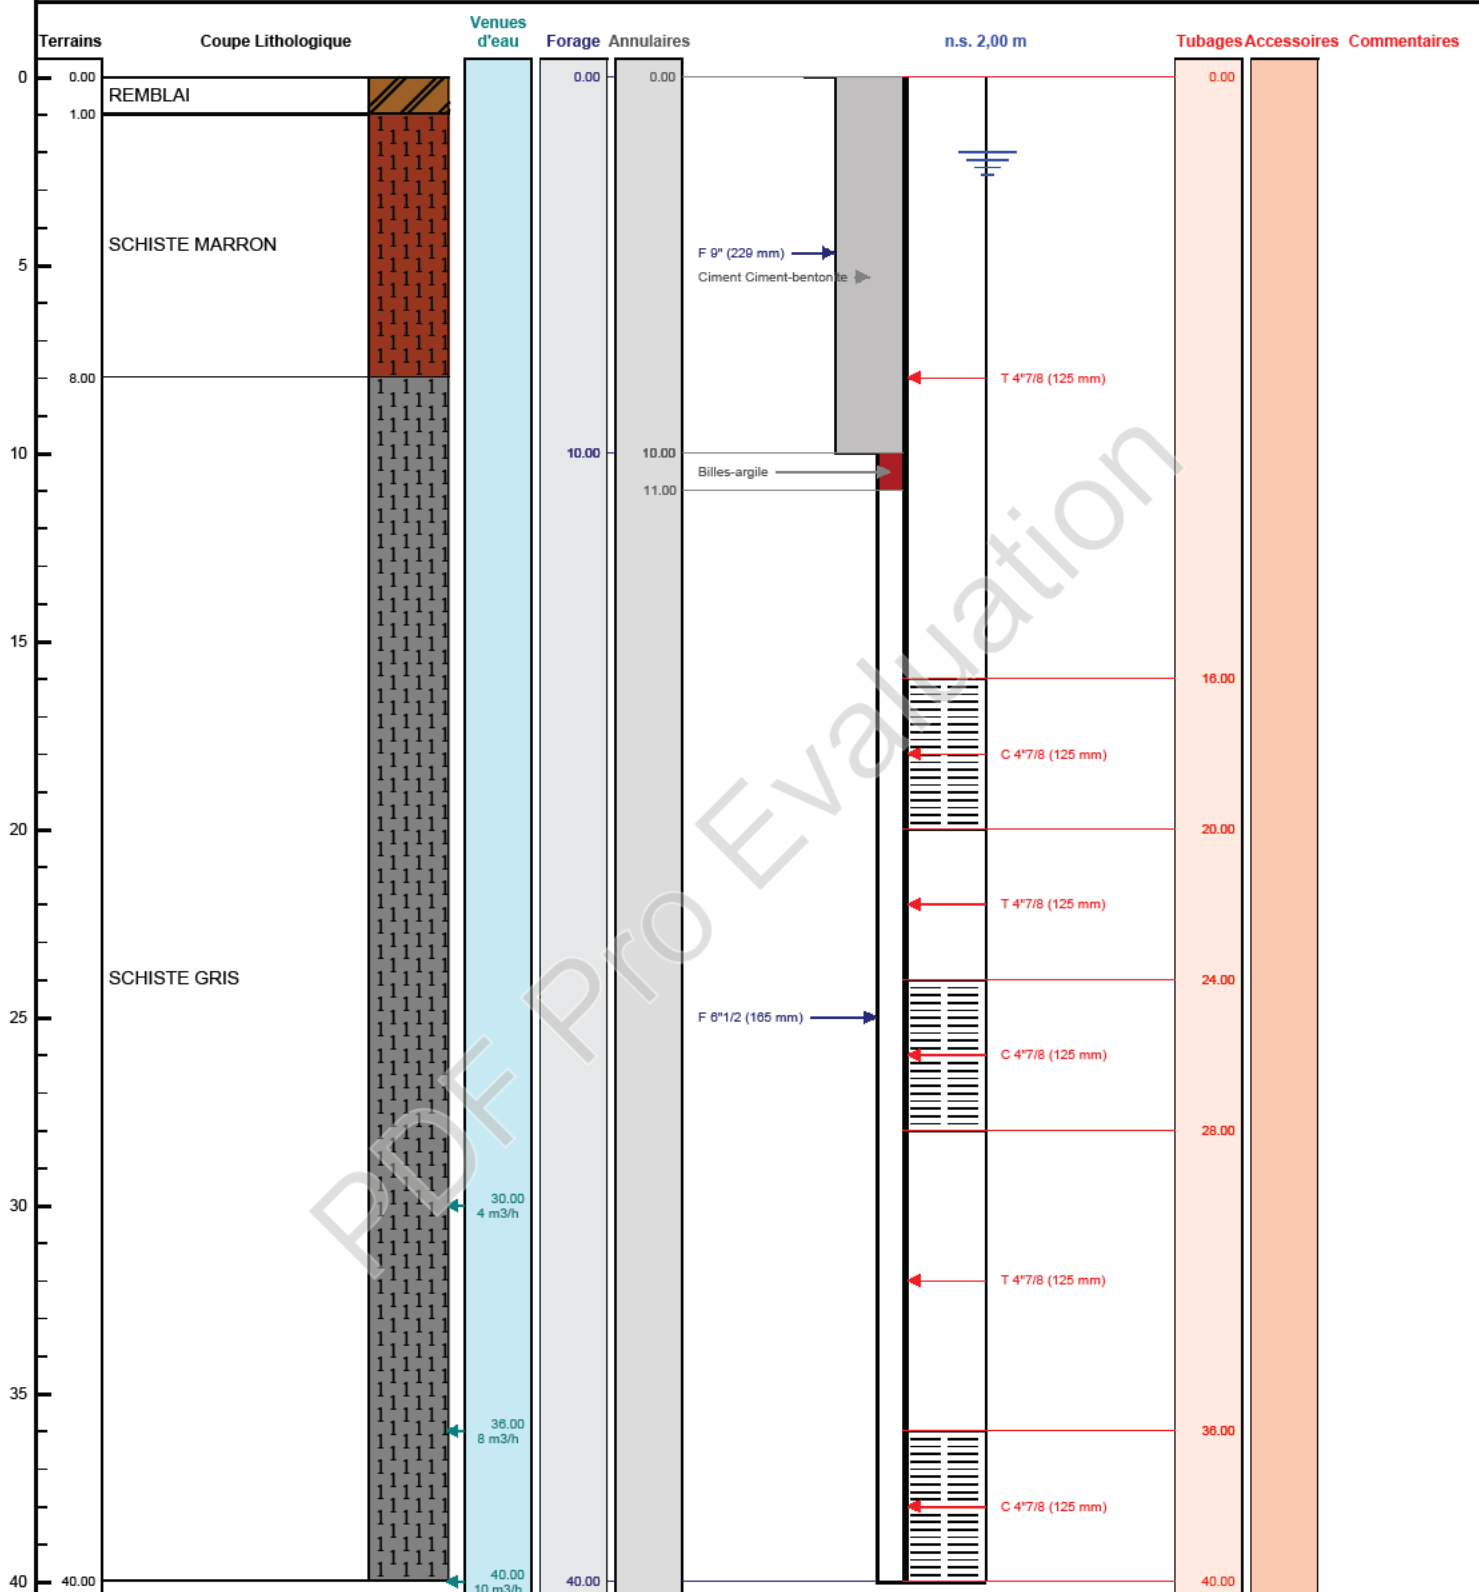 Terrains Coupe Lithologique Venues d'eau Forage Annulaires n.s. 2,00 m Tubages Accessoires Commentaires
0 0.00 0.00 0.00 0.00
REMBLAI
1.00
SCHISTE MARRON
F 9" (229 mm)
5
Ciment Ciment-bentonite
8.00 T 4"7/8 (125 mm)
10 10.00 10.00
Billes-argile
11.00
15
16.00
C 4"7/8 (125 mm)
20 20.00
T 4"7/8 (125 mm)
SCHISTE GRIS 24.00
25 F 6"1/2 (165 mm)
C 4"7/8 (125 mm)
28.00
30 30.00
4 m3/h
T 4"7/8 (125 mm)
35
36.00 36.00
8 m3/h
C 4"7/8 (125 mm)
40 40.00 40.00 40.00 40.00
10 m3/h
PDF Pro Evaluation